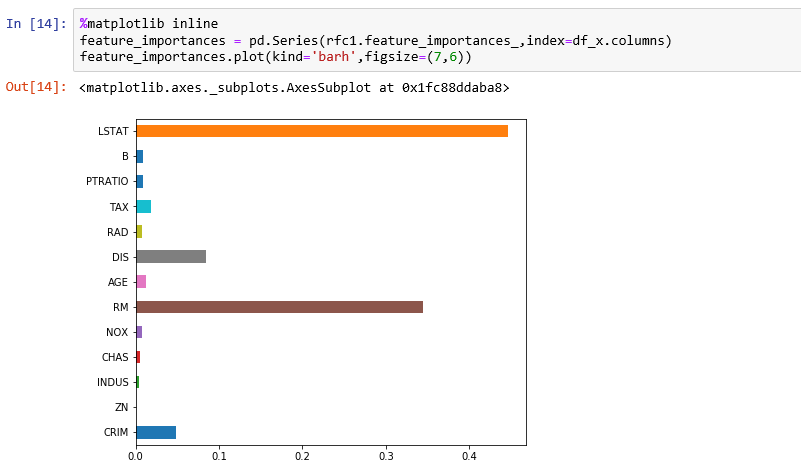 In [14]: %matplotlib inline
feature_importances = pd.Series(rfc1.feature_importances_,index=df_x.columns)
feature_importances.plot(kind='barh',figsize=(7,6))
Out[14]: <matplotlib.axes._subplots.AxesSubplot at 0x1fc88ddaba8>
LSTAT
B
PTRATIO
TAX
RAD
DIS
AGE
RM
NOX
CHAS
INDUS
ZN
CRIM
0.0 0.1 0.2 0.3 0.4